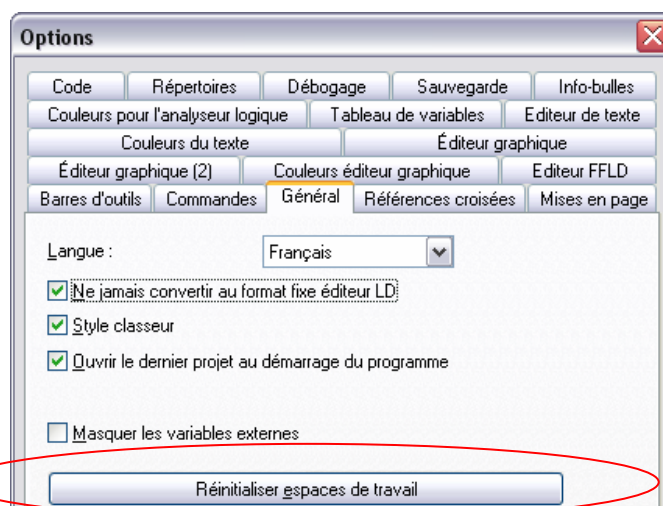 Options
Code Répertoires Débogage Sauvegarde Info-bulles
Couleurs pour l'analyseur logique Tableau de variables Editeur de texte
Couleurs du texte Éditeur graphique
Éditeur graphique (2) Couleurs éditeur graphique Editeur FFLD
Barres d'outils Commandes Général Références croisées Mises en page
Langue : Français
Ne jamais convertir au format fixe éditeur LD
Style classeur
Ouvrir le dernier projet au démarrage du programme
Masquer les variables externes
Réinitialiser espaces de travail